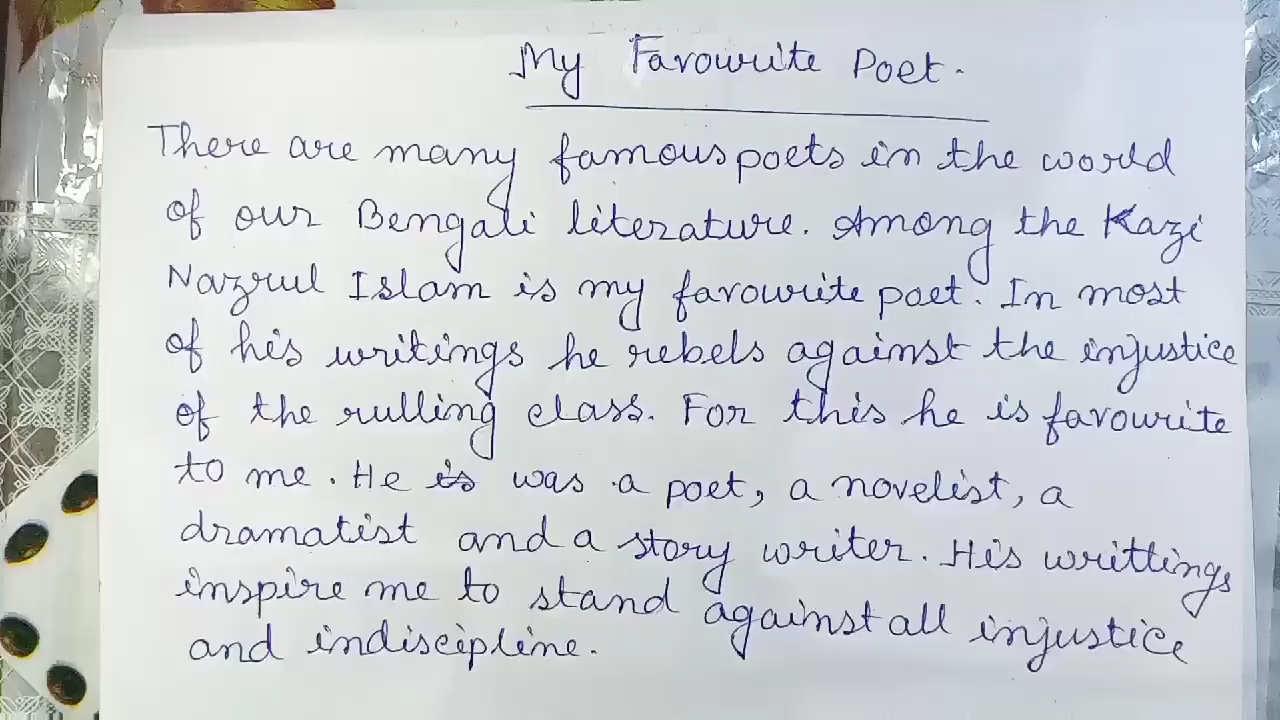 My Favourite Poet.
There are many famous poets in the world
of our Bengali literature. Among the Kazi
Nazrul Islam is my favourite poet. In most
of his writings he rebels against the injustice
of the rulling class. For this he is favourite
to me. He is was a poet, a novelist, a
dramatist and a story writer. His writtings
inspire me to stand against all injustice
and indiscipline.